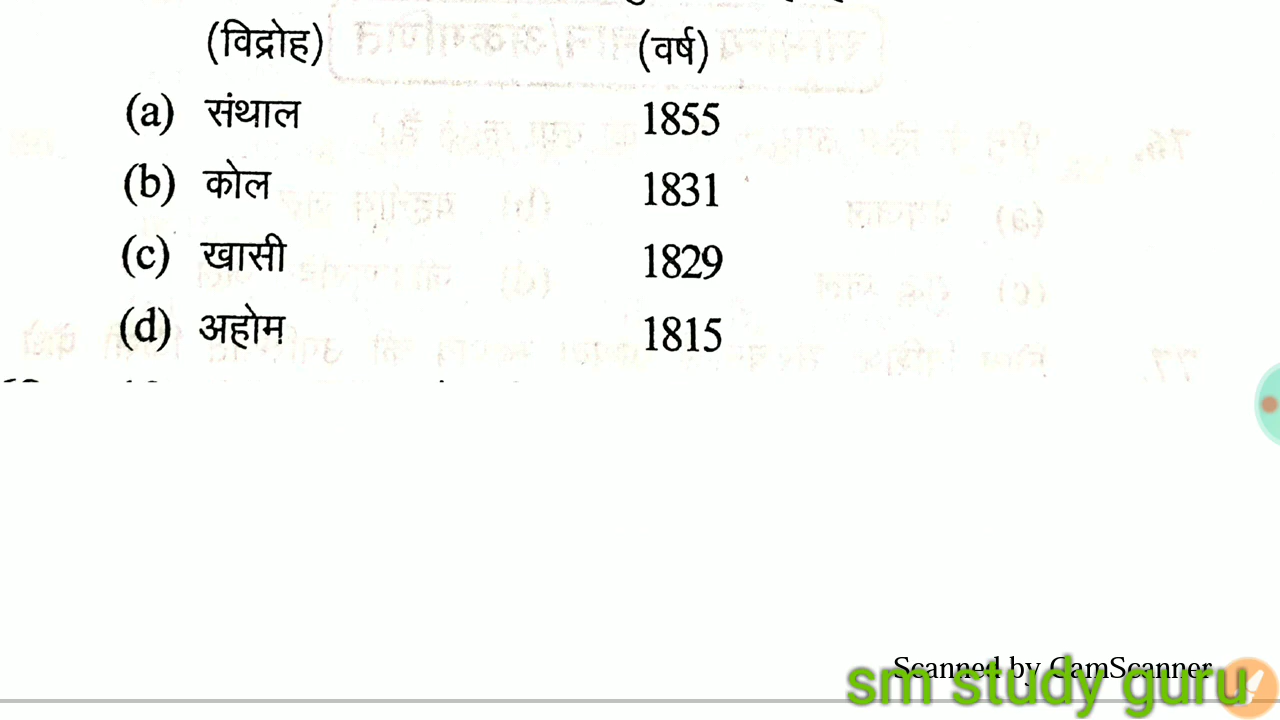 (विद्रोह) (वर्ष)
(a) संथाल 1855
(b) कोल 1831
(c) खासी 1829
(d) अहोम 1815
Scanned by CamScanner
sm study guru